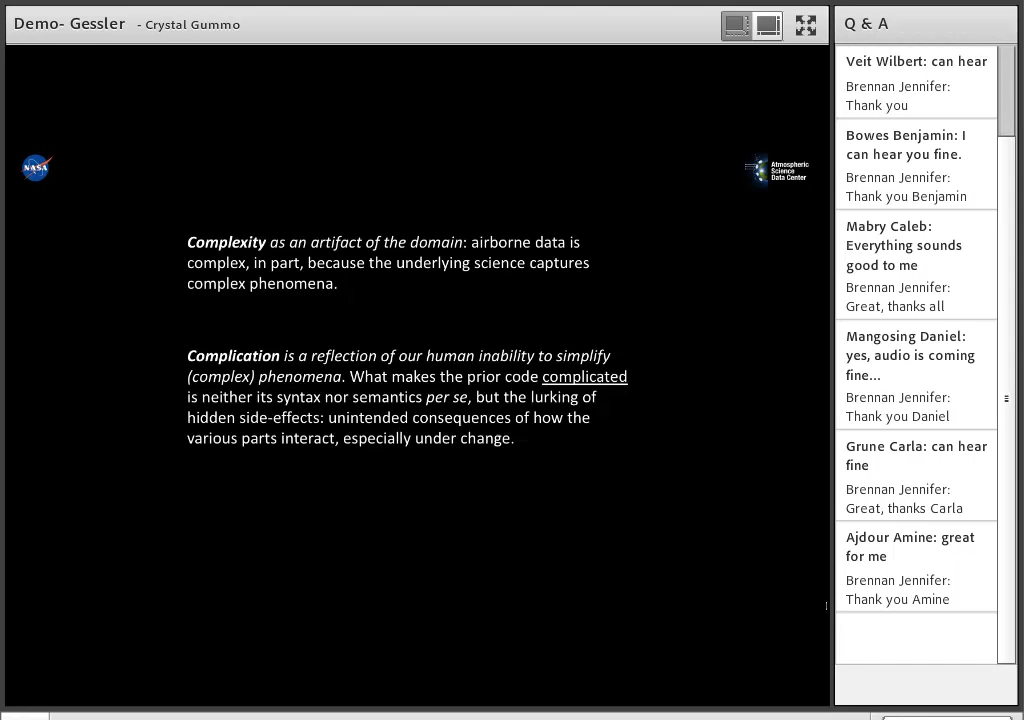 Demo- Gessler - Crystal Gummo
NASA
Atmospheric
Science
Data Center
Complexity as an artifact of the domain: airborne data is
complex, in part, because the underlying science captures
complex phenomena.
Complication is a reflection of our human inability to simplify
(complex) phenomena. What makes the prior code complicated
is neither its syntax nor semantics per se, but the lurking of
hidden side-effects: unintended consequences of how the
various parts interact, especially under change.
Q & A
Veit Wilbert: can hear
Brennan Jennifer:
Thank you
Bowes Benjamin: I
can hear you fine.
Brennan Jennifer:
Thank you Benjamin
Mabry Caleb:
Everything sounds
good to me
Brennan Jennifer:
Great, thanks all
Mangosing Daniel:
yes, audio is coming
fine...
Brennan Jennifer:
Thank you Daniel
Grune Carla: can hear
fine
Brennan Jennifer:
Great, thanks Carla
Ajdour Amine: great
for me
Brennan Jennifer:
Thank you Amine